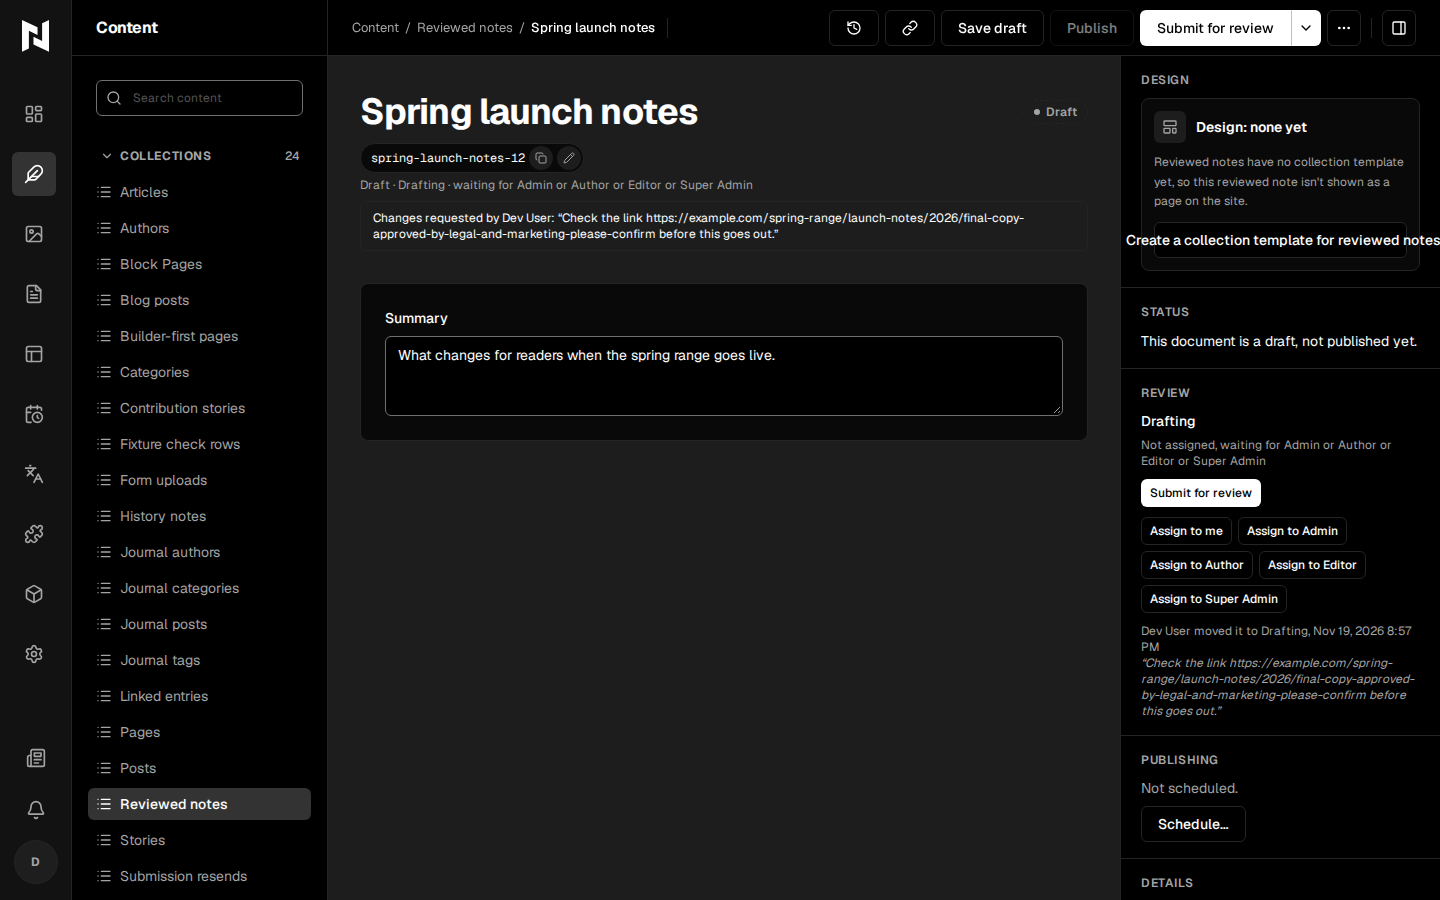 Content
Content / Reviewed notes / Spring launch notes
Save draft
Publish
Submit for review
Search content
COLLECTIONS 24
Articles
Authors
Block Pages
Blog posts
Builder-first pages
Categories
Contribution stories
Fixture check rows
Form uploads
History notes
Journal authors
Journal categories
Journal posts
Journal tags
Linked entries
Pages
Posts
Reviewed notes
Stories
Submission resends
D
Spring launch notes
Draft
spring-launch-notes-12
Draft · Drafting · waiting for Admin or Author or Editor or Super Admin
Changes requested by Dev User: “Check the link https://example.com/spring-range/launch-notes/2026/final-copy-
approved-by-legal-and-marketing-please-confirm before this goes out.”
Summary
What changes for readers when the spring range goes live.
DESIGN
Design: none yet
Reviewed notes have no collection template
yet, so this reviewed note isn't shown as a
page on the site.
Create a collection template for reviewed notes
STATUS
This document is a draft, not published yet.
REVIEW
Drafting
Not assigned, waiting for Admin or Author or
Editor or Super Admin
Submit for review
Assign to me
Assign to Admin
Assign to Author
Assign to Editor
Assign to Super Admin
Dev User moved it to Drafting, Nov 19, 2026 8:57
PM
“Check the link https://example.com/spring-
range/launch-notes/2026/final-copy-approved-
by-legal-and-marketing-please-confirm before
this goes out.”
PUBLISHING
Not scheduled.
Schedule...
DETAILS